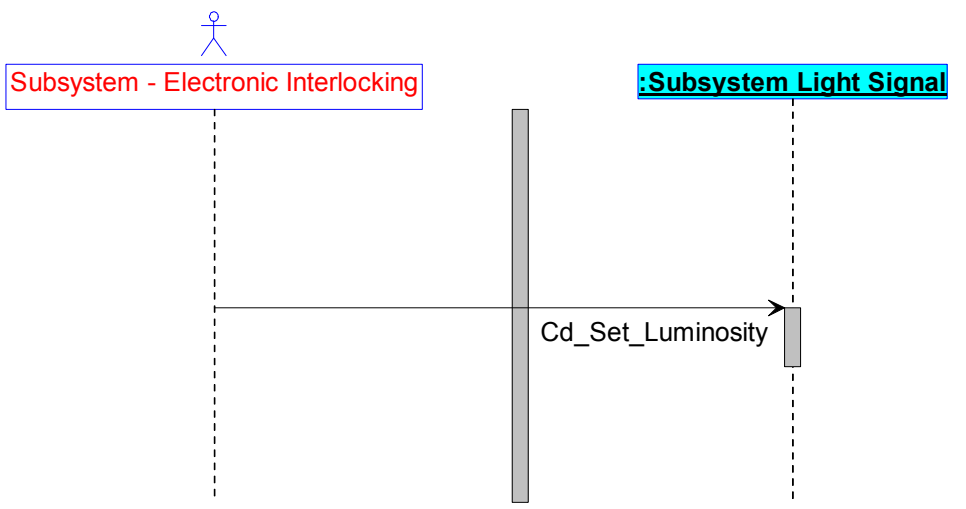 Subsystem - Electronic Interlocking
:Subsystem Light Signal
Cd_Set_Luminosity